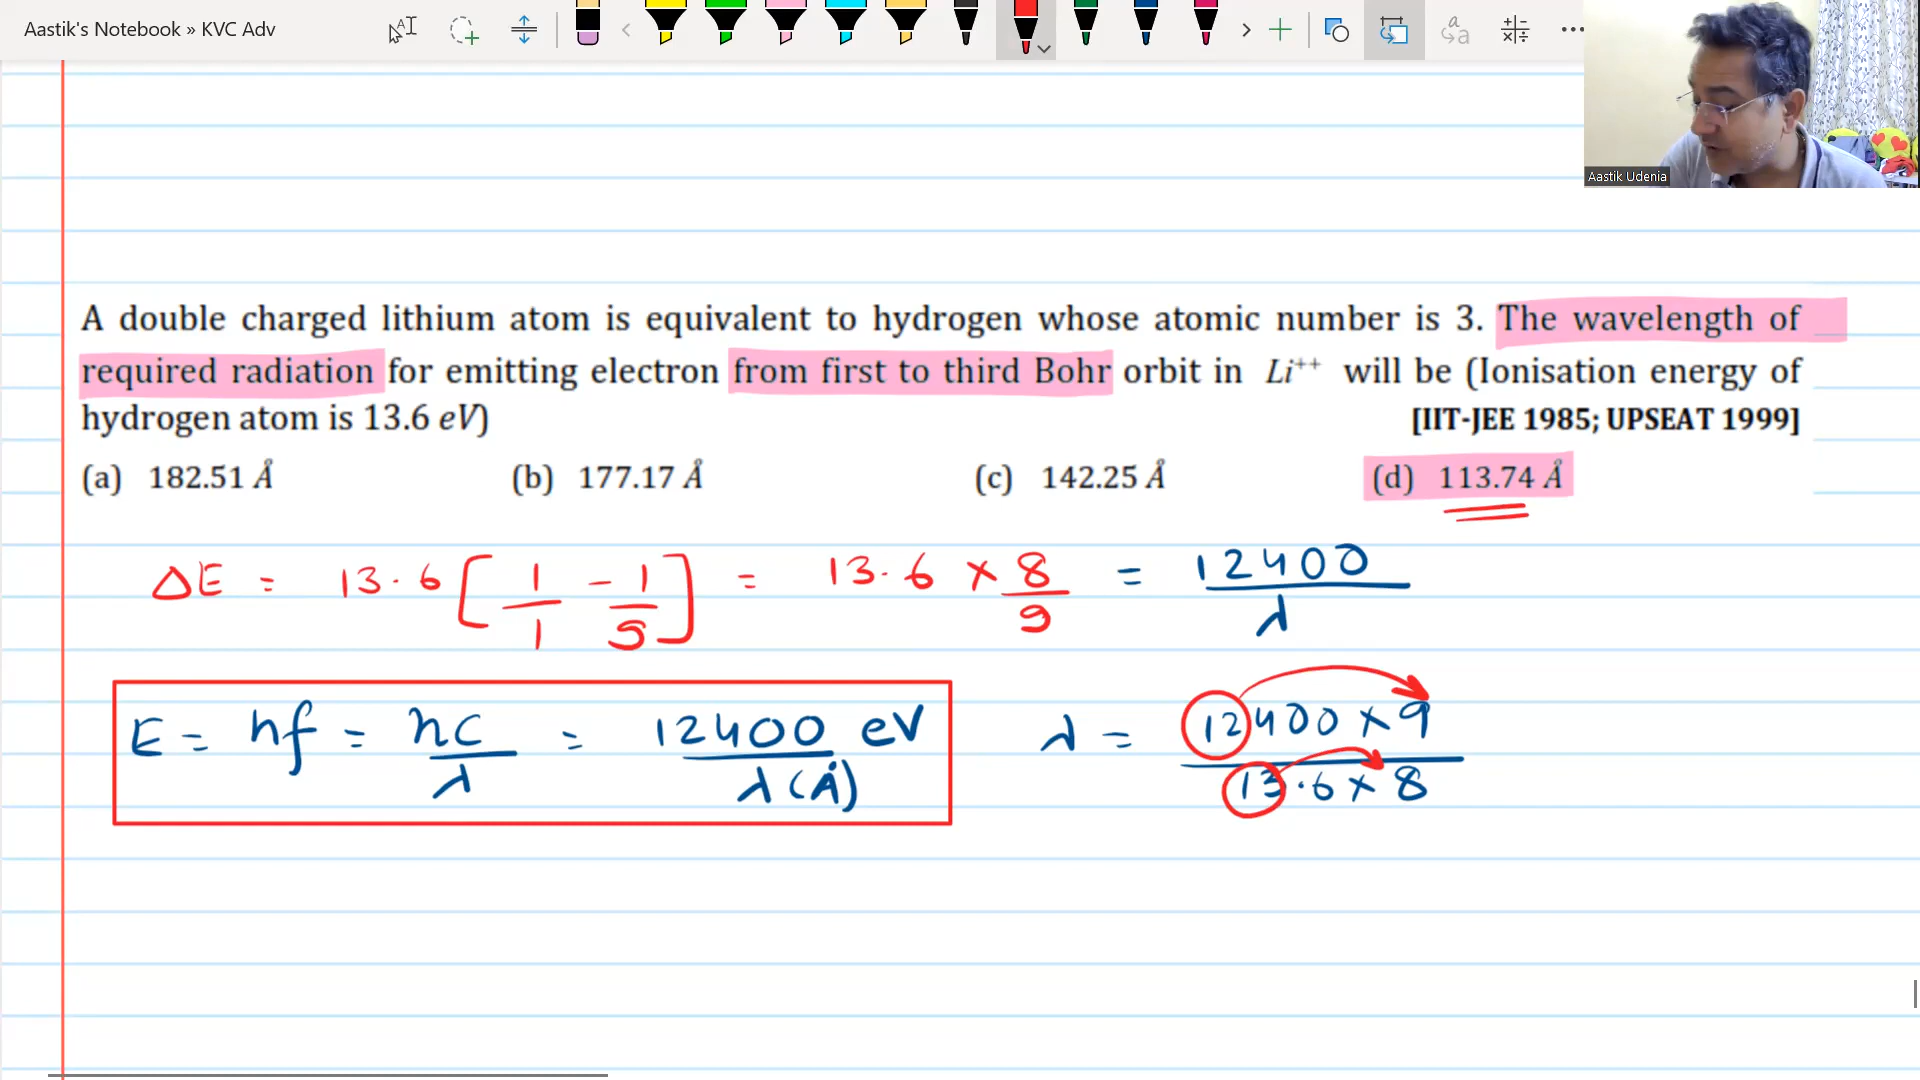 Aastik's Notebook » KVC Adv
Aastik Udenia
A double charged lithium atom is equivalent to hydrogen whose atomic number is 3. The wavelength of
required radiation for emitting electron from first to third Bohr orbit in Li⁺⁺ will be (Ionisation energy of
hydrogen atom is 13.6 eV) [IIT-JEE 1985; UPSEAT 1999]
(a) 182.51 Å (b) 177.17 Å (c) 142.25 Å (d) 113.74 Å
ΔE = 13.6 [1/1 - 1/9] = 13.6 × 8/9 = 12400/λ
E = hf = hc/λ = 12400 eV/λ(Å)
λ = 12400 × 9/13.6 × 8